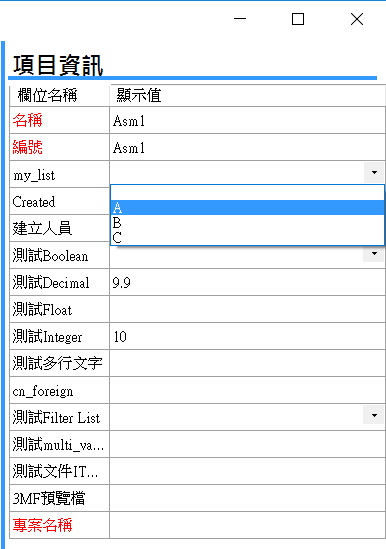 項目資訊
欄位名稱 顯示值
名稱 Asm1
編號 Asm1
my_list
Created
A
建立人員
B
C
測試Boolean
測試Decimal 9.9
測試Float
測試Integer 10
測試多行文字
cn_foreign
測試Filter List
測試multi_va...
測試文件IT...
3MF預覽檔
專案名稱